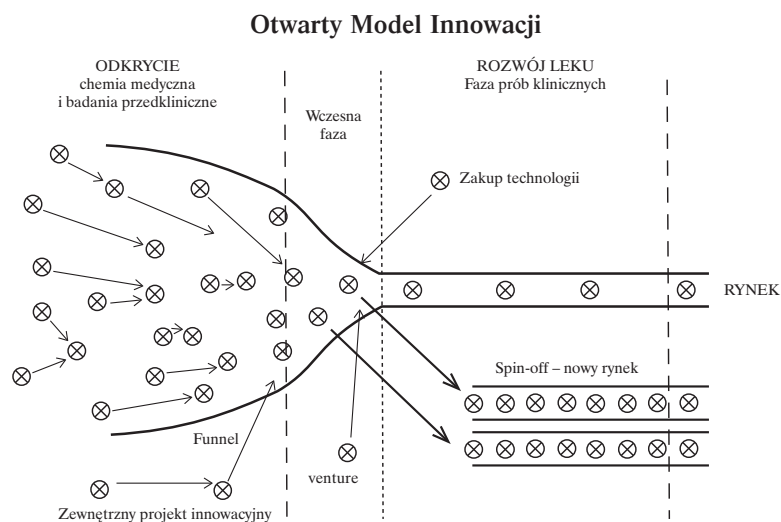 Otwarty Model Innowacji
ODKRYCIE
chemia medyczna
i badania przedkliniczne
Wczesna
faza
ROZWÓJ LEKU
Faza prób klinicznych
Zakup technologii
RYNEK
Spin-off – nowy rynek
Funnel
venture
Zewnętrzny projekt innowacyjny